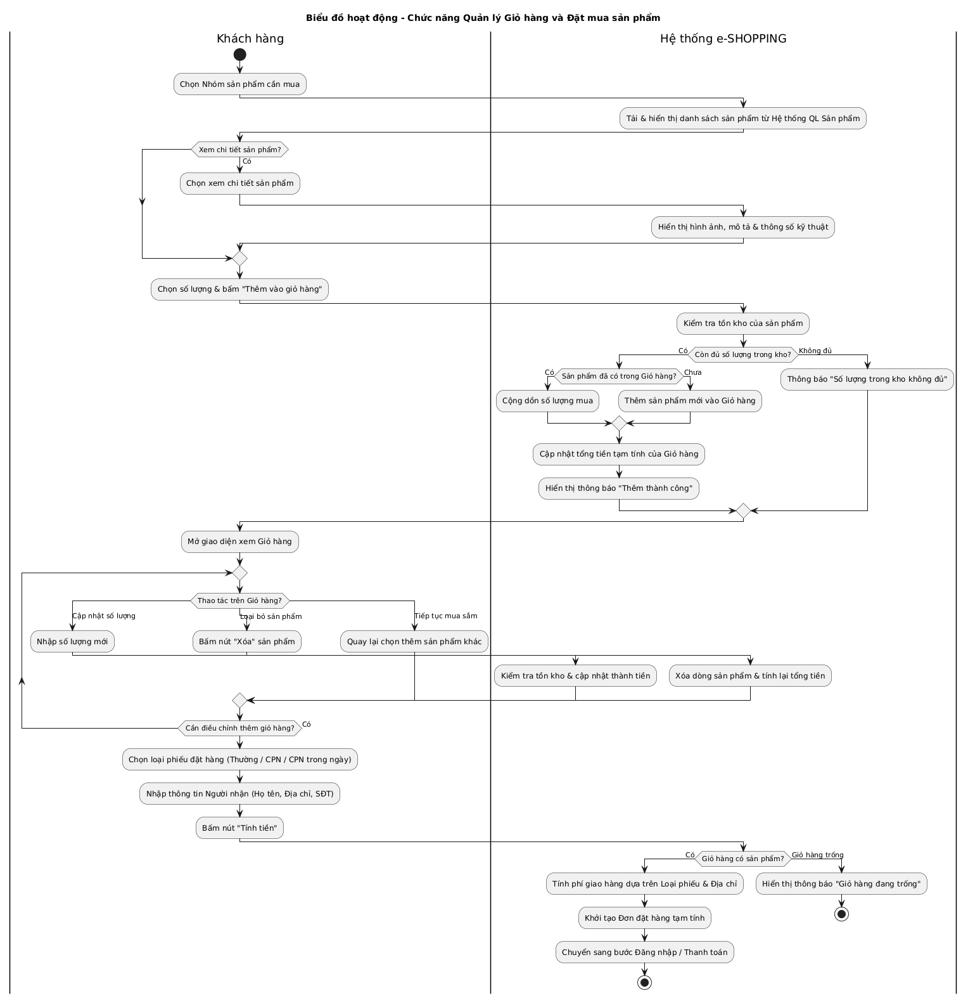 Biểu đồ hoạt động - Chức năng Quản lý Giỏ hàng và Đặt mua sản phẩm
Khách hàng
Hệ thống e-SHOPPING
Chọn Nhóm sản phẩm cần mua
Tải & hiển thị danh sách sản phẩm từ Hệ thống QL Sản phẩm
Xem chi tiết sản phẩm?
Có
Chọn xem chi tiết sản phẩm
Hiển thị hình ảnh, mô tả & thông số kỹ thuật
Chọn số lượng & bấm "Thêm vào giỏ hàng"
Kiểm tra tồn kho của sản phẩm
Có
Còn đủ số lượng trong kho?
Không đủ
Có
Sản phẩm đã có trong Giỏ hàng?
Chưa
Thông báo "Số lượng trong kho không đủ"
Cộng dồn số lượng mua
Thêm sản phẩm mới vào Giỏ hàng
Cập nhật tổng tiền tạm tính của Giỏ hàng
Hiển thị thông báo "Thêm thành công"
Mở giao diện xem Giỏ hàng
Thao tác trên Giỏ hàng?
Cập nhật số lượng
Loại bỏ sản phẩm
Tiếp tục mua sắm
Nhập số lượng mới
Bấm nút "Xóa" sản phẩm
Quay lại chọn thêm sản phẩm khác
Kiểm tra tồn kho & cập nhật thành tiền
Xóa dòng sản phẩm & tính lại tổng tiền
Cần điều chỉnh thêm giỏ hàng?
Có
Chọn loại phiếu đặt hàng (Thường / CPN / CPN trong ngày)
Nhập thông tin Người nhận (Họ tên, Địa chỉ, SĐT)
Bấm nút "Tính tiền"
Có
Giỏ hàng có sản phẩm?
Giỏ hàng trống
Tính phí giao hàng dựa trên Loại phiếu & Địa chỉ
Hiển thị thông báo "Giỏ hàng đang trống"
Khởi tạo Đơn đặt hàng tạm tính
Chuyển sang bước Đăng nhập / Thanh toán